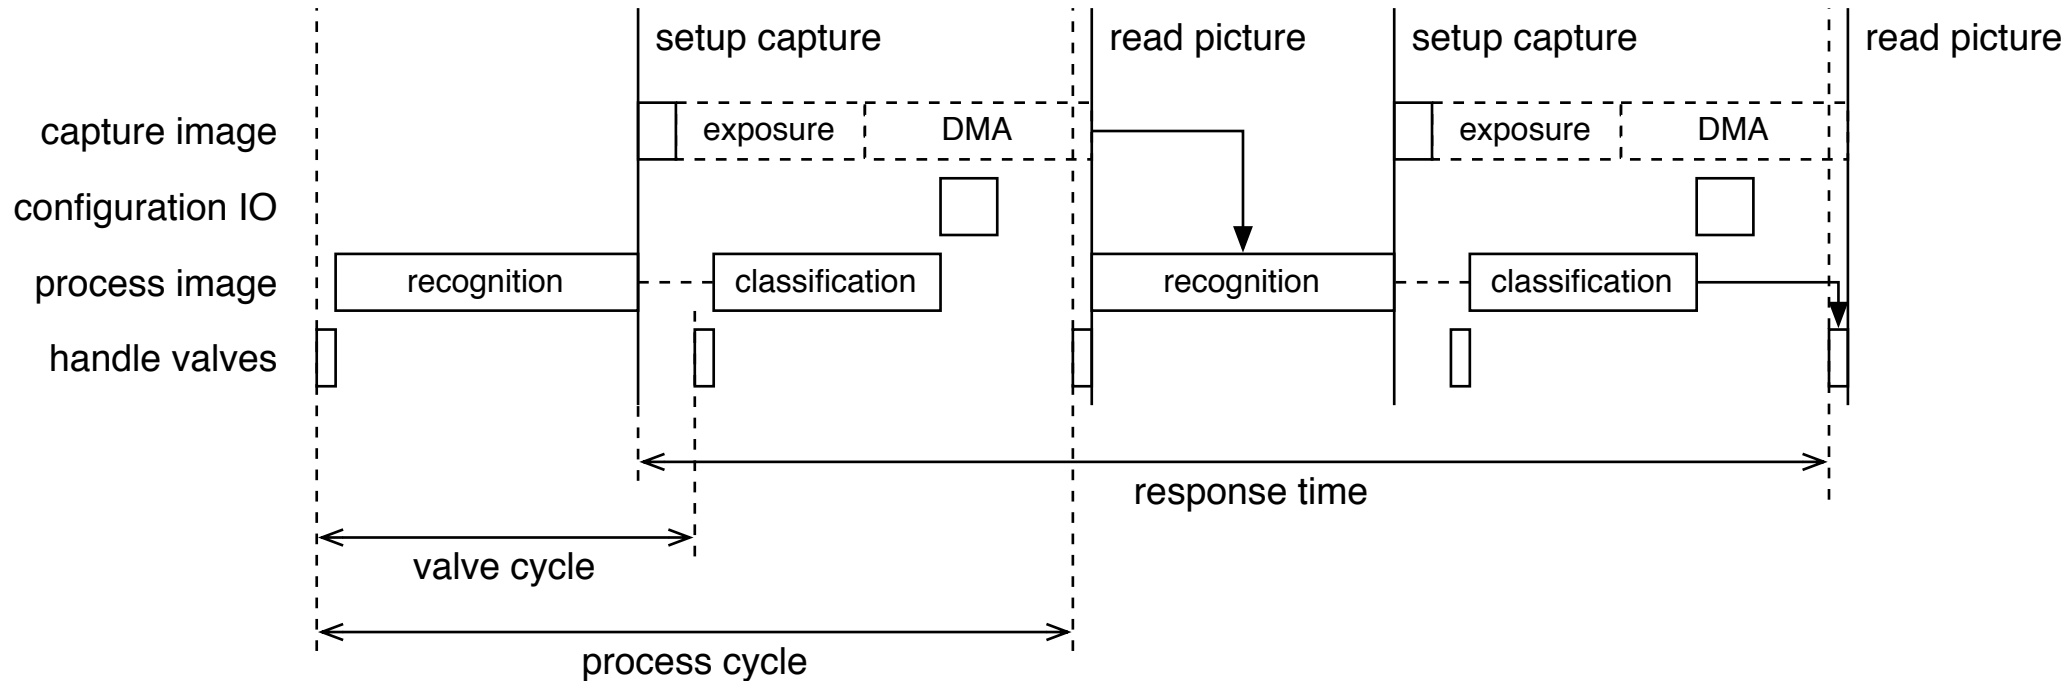 setup capture read picture setup capture read picture
capture image exposure DMA exposure DMA
configuration IO
process image recognition classification recognition classification
handle valves
response time
valve cycle
process cycle